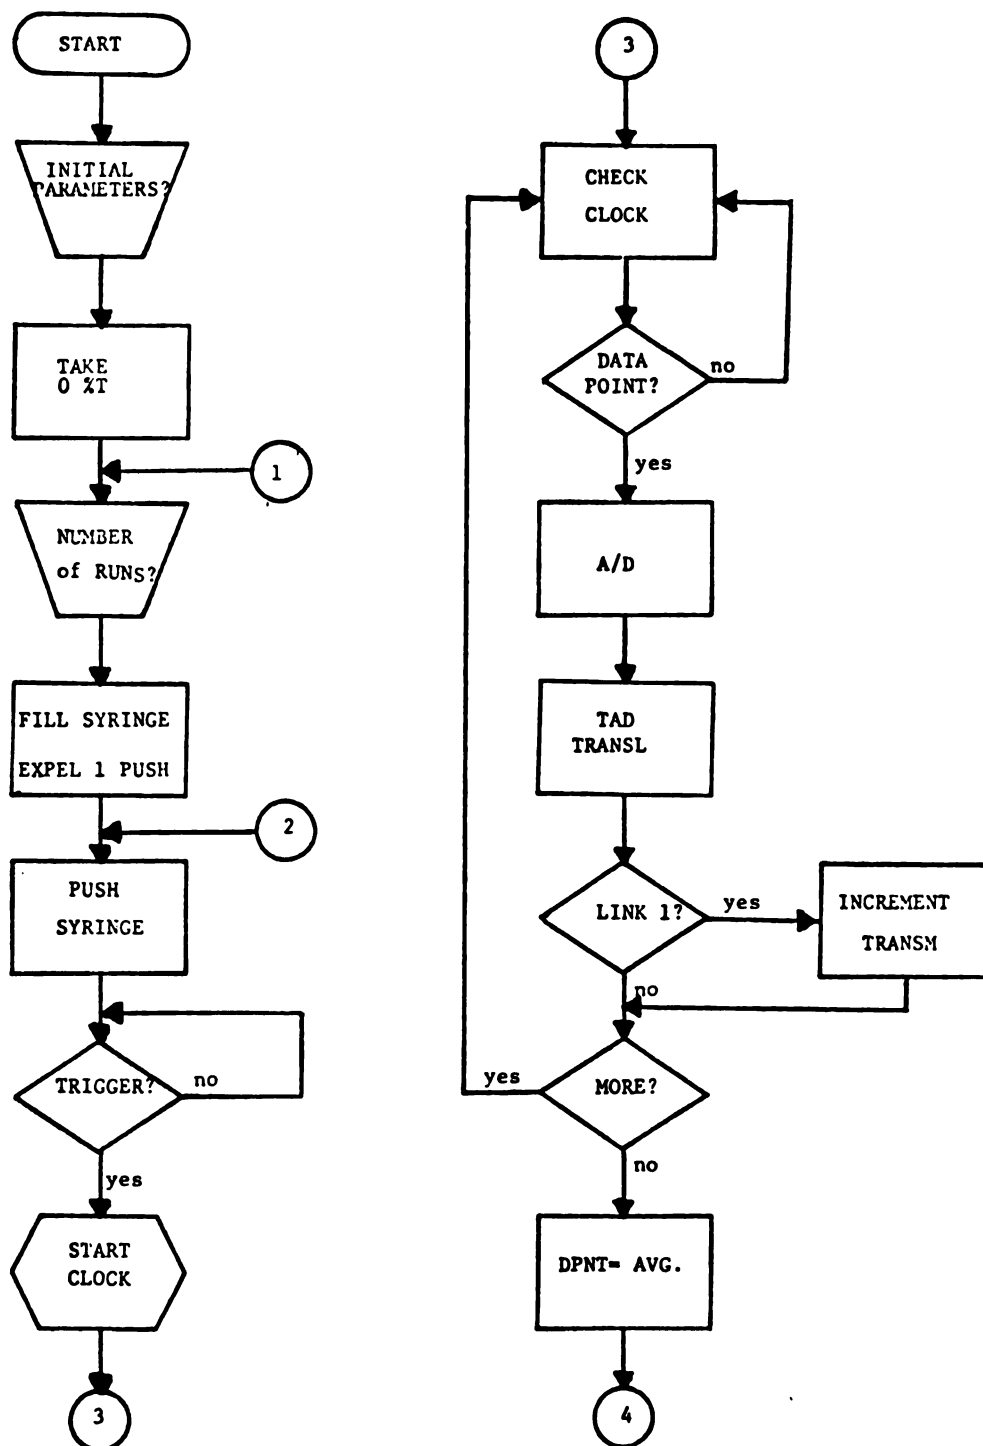 START
INITIAL
PARAMETERS?
TAKE
0 %T
1
NUMBER
of RUNS?
FILL SYRINGE
EXPEL 1 PUSH
2
PUSH
SYRINGE
TRIGGER?
no
yes
START
CLOCK
3
3
CHECK
CLOCK
DATA
POINT?
no
yes
A/D
TAD
TRANSL
LINK 1?
yes
INCREMENT
TRANSM
no
MORE?
yes
no
DPNT= AVG.
4